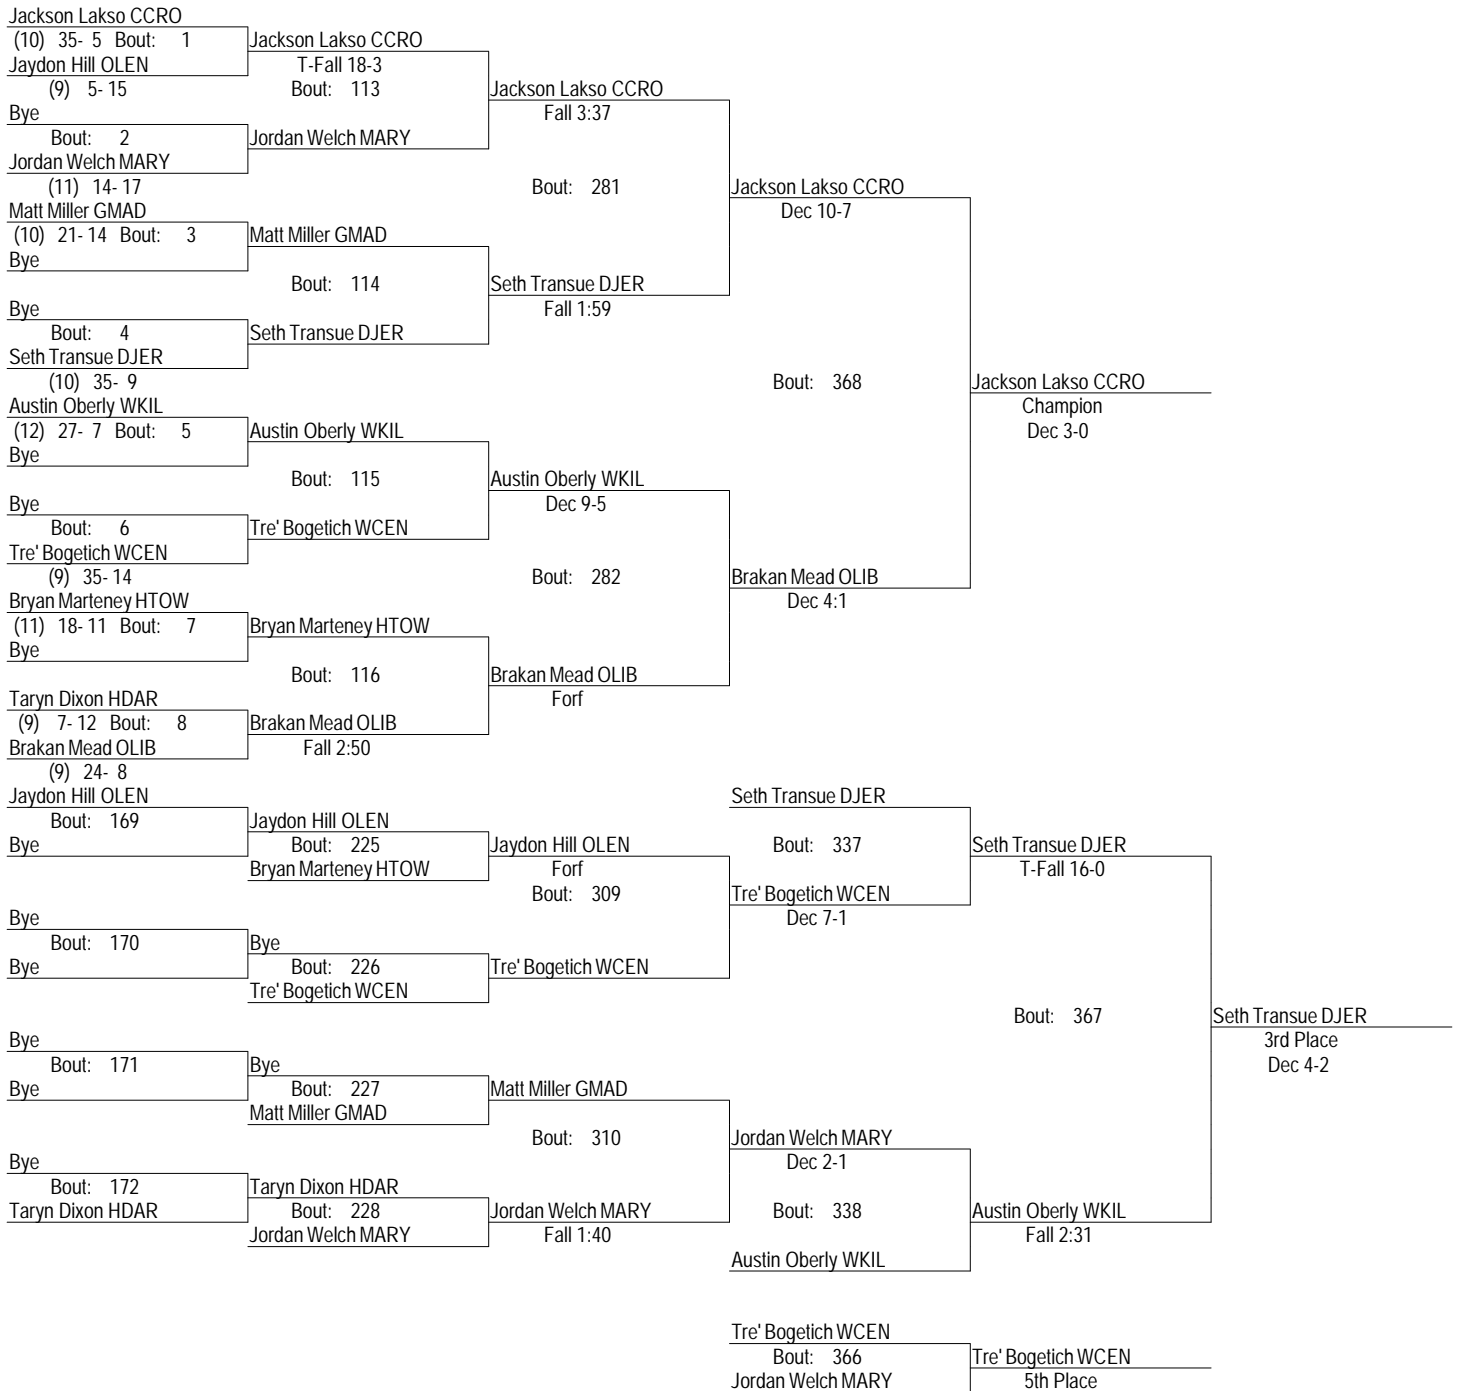 Jackson Lakso CCRO
(10) 35- 5 Bout: 1
Jaydon Hill OLEN
(9) 5- 15
Bye
Bout: 2
Jordan Welch MARY
(11) 14- 17
Matt Miller GMAD
(10) 21- 14 Bout: 3
Bye
Bye
Bout: 4
Seth Transue DJER
(10) 35- 9
Austin Oberly WKIL
(12) 27- 7 Bout: 5
Bye
Bye
Bout: 6
Tre' Bogetich WCEN
(9) 35- 14
Bryan Marteney HTOW
(11) 18- 11 Bout: 7
Bye
Taryn Dixon HDAR
(9) 7- 12 Bout: 8
Brakan Mead OLIB
(9) 24- 8
Jackson Lakso CCRO
T-Fall 18-3
Bout: 113
Jordan Welch MARY
Matt Miller GMAD
Bout: 114
Seth Transue DJER
Austin Oberly WKIL
Bout: 115
Tre' Bogetich WCEN
Bryan Marteney HTOW
Bout: 116
Brakan Mead OLIB
Fall 2:50
Jackson Lakso CCRO
Fall 3:37
Bout: 281
Seth Transue DJER
Fall 1:59
Austin Oberly WKIL
Dec 9-5
Bout: 282
Brakan Mead OLIB
Forf
Jackson Lakso CCRO
Dec 10-7
Bout: 368
Brakan Mead OLIB
Dec 4:1
Jackson Lakso CCRO
Champion
Dec 3-0
Jaydon Hill OLEN
Bout: 169
Bye
Bye
Bout: 170
Bye
Bye
Bout: 171
Bye
Bye
Bout: 172
Taryn Dixon HDAR
Jaydon Hill OLEN
Bout: 225
Bryan Marteney HTOW
Bye
Bout: 226
Tre' Bogetich WCEN
Bye
Bout: 227
Matt Miller GMAD
Taryn Dixon HDAR
Bout: 228
Jordan Welch MARY
Jaydon Hill OLEN
Forf
Bout: 309
Tre' Bogetich WCEN
Matt Miller GMAD
Bout: 310
Jordan Welch MARY
Fall 1:40
Seth Transue DJER
Bout: 337
Tre' Bogetich WCEN
Dec 7-1
Jordan Welch MARY
Dec 2-1
Bout: 338
Austin Oberly WKIL
Seth Transue DJER
T-Fall 16-0
Bout: 367
Austin Oberly WKIL
Fall 2:31
Seth Transue DJER
3rd Place
Dec 4-2
Tre' Bogetich WCEN
Bout: 366
Jordan Welch MARY
Tre' Bogetich WCEN
5th Place